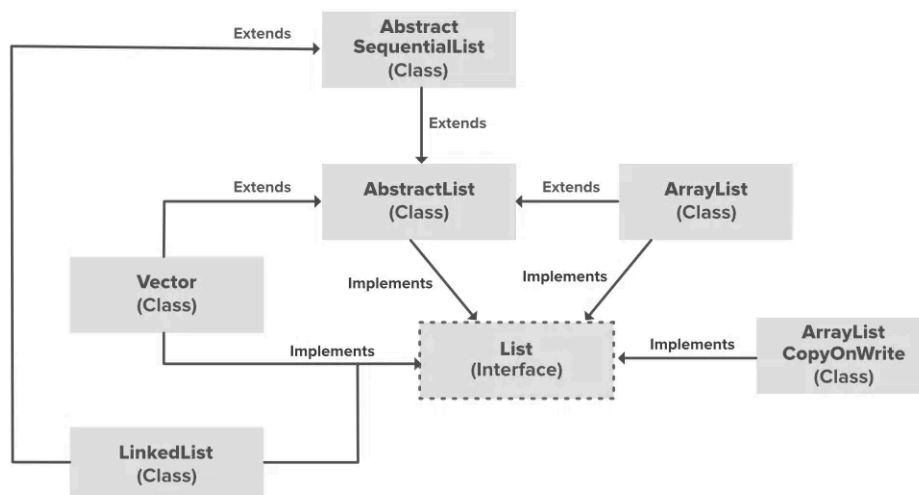 Extends
Abstract
SequentialList
(Class)
Extends
Extends
AbstractList
(Class)
Extends
ArrayList
(Class)
Vector
(Class)
Implements
Implements
Implements
List
(Interface)
Implements
ArrayList
CopyOnWrite
(Class)
LinkedList
(Class)